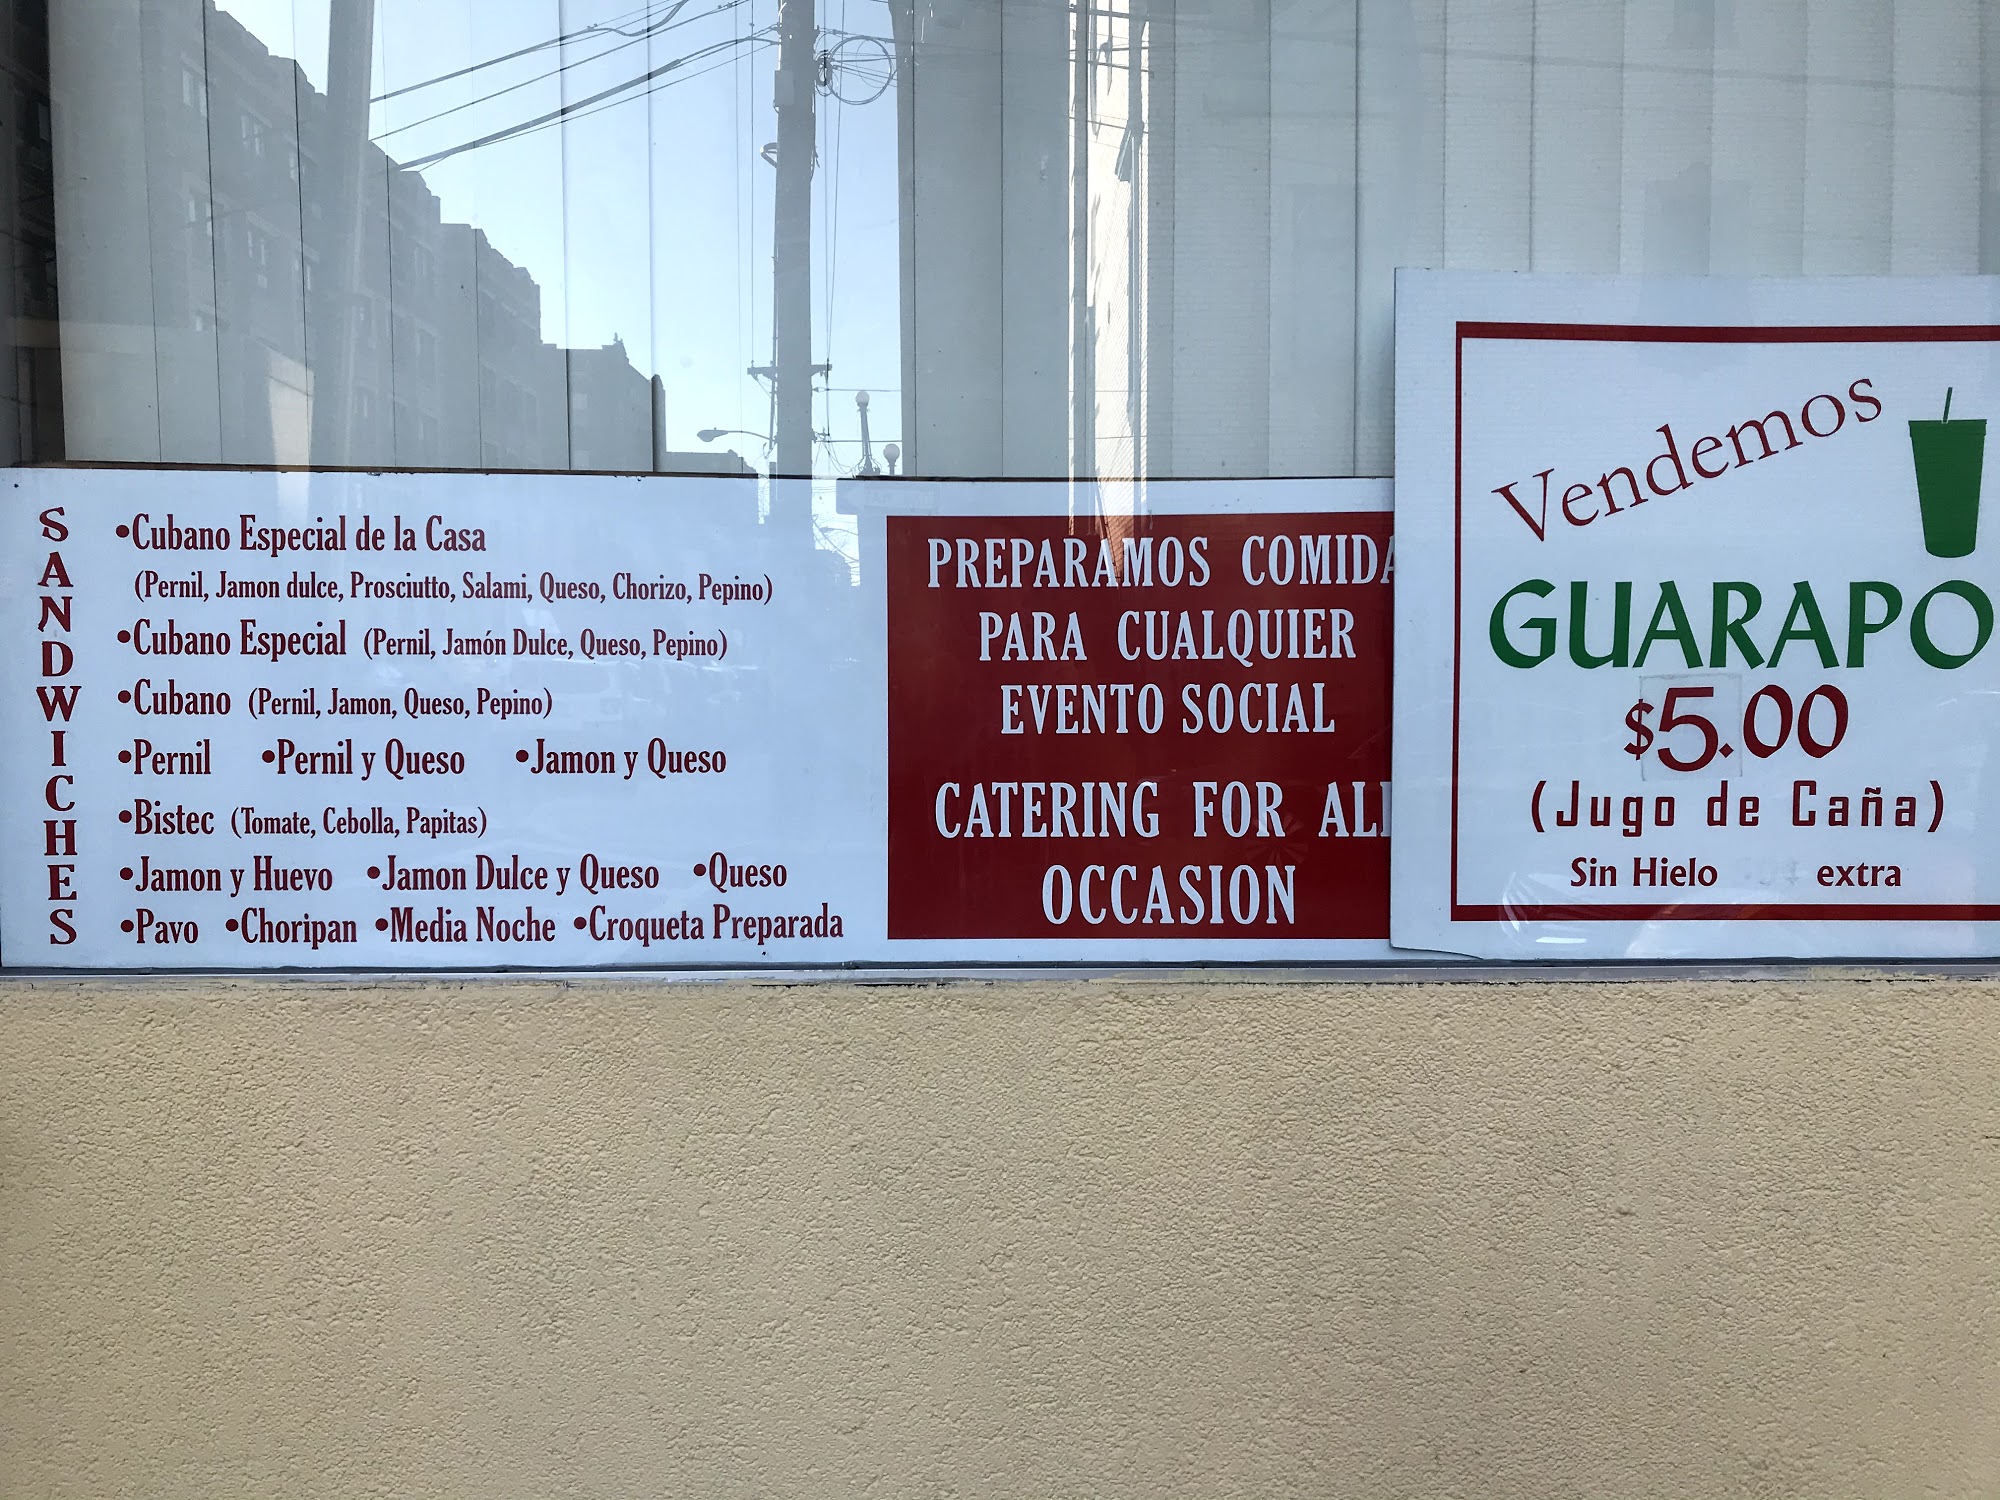 SANDWICHES
•Cubano Especial de la Casa
(Pernil, Jamon dulce, Prosciutto, Salami, Queso, Chorizo, Pepino)
•Cubano Especial (Pernil, Jamón Dulce, Queso, Pepino)
•Cubano (Pernil, Jamon, Queso, Pepino)
•Pernil •Pernil y Queso •Jamon y Queso
•Bistec (Tomate, Cebolla, Papitas)
•Jamon y Huevo •Jamon Dulce y Queso •Queso
•Pavo •Choripan •Media Noche •Croqueta Preparada
PREPARAMOS COMIDA
PARA CUALQUIER
EVENTO SOCIAL
CATERING FOR ALL
OCCASION
Vendemos
GUARAPO
$5.00
(Jugo de Caña)
Sin Hielo extra